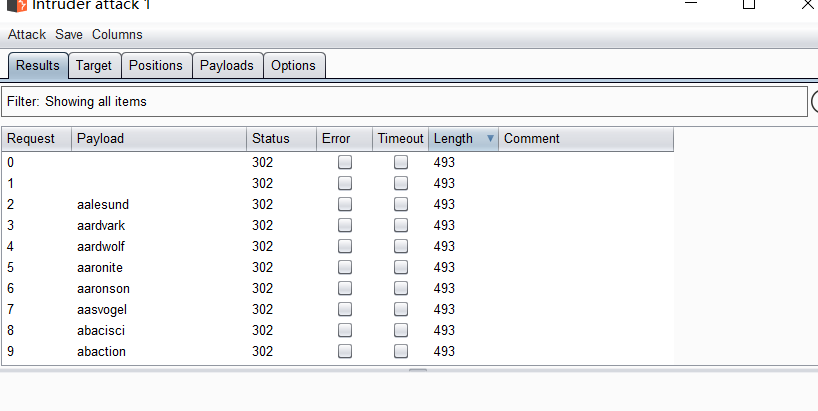 Intruder attack 1
Attack Save Columns
Results Target Positions Payloads Options
Filter: Showing all items
Request Payload Status Error Timeout Length Comment
0 302 493
1 302 493
2 aalesund 302 493
3 aardvark 302 493
4 aardwolf 302 493
5 aaronite 302 493
6 aaronson 302 493
7 aasvogel 302 493
8 abacisci 302 493
9 abaction 302 493